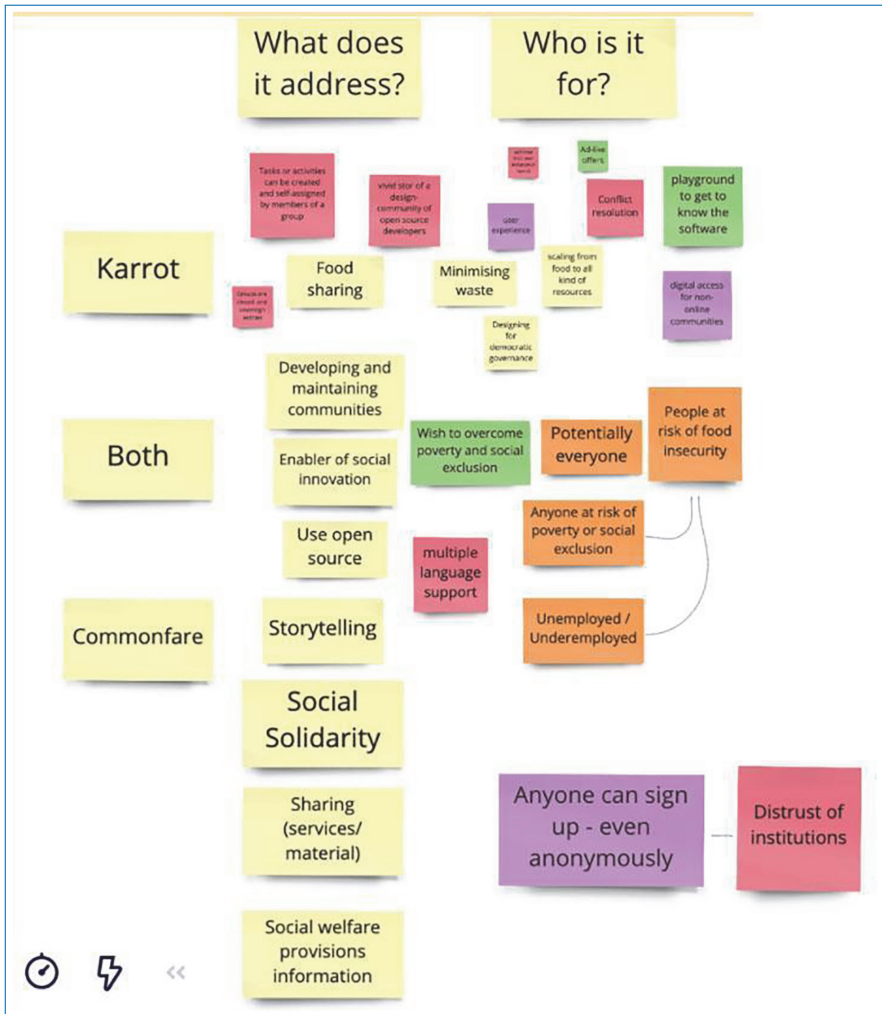 What does
it address?
Who is it
for?
Tasks or activities
can be created
and self-assigned
by members of a
group
vivid stor of a
design-
community of
open source
developers
Ad-like
offers
user
experience
Conflict
resolution
playground
to get to
know the
software
Karrot
Food
sharing
Minimising
waste
scaling from
food to all
kind of
resources
digital access
for non-
online
communities
Groups are
Designing
for
democratic
governance
Developing and
maintaining
communities
Both
Enabler of social
innovation
Wish to overcome
poverty and social
exclusion
Potentially
everyone
People at
risk of food
insecurity
Use open
source
multiple
language
support
Anyone at risk of
poverty or social
exclusion
Commonfare
Storytelling
Unemployed /
Underemployed
Social
Solidarity
Sharing
(services/
material)
Anyone can sign
up - even
anonymously
Distrust of
institutions
Social welfare
provisions
information